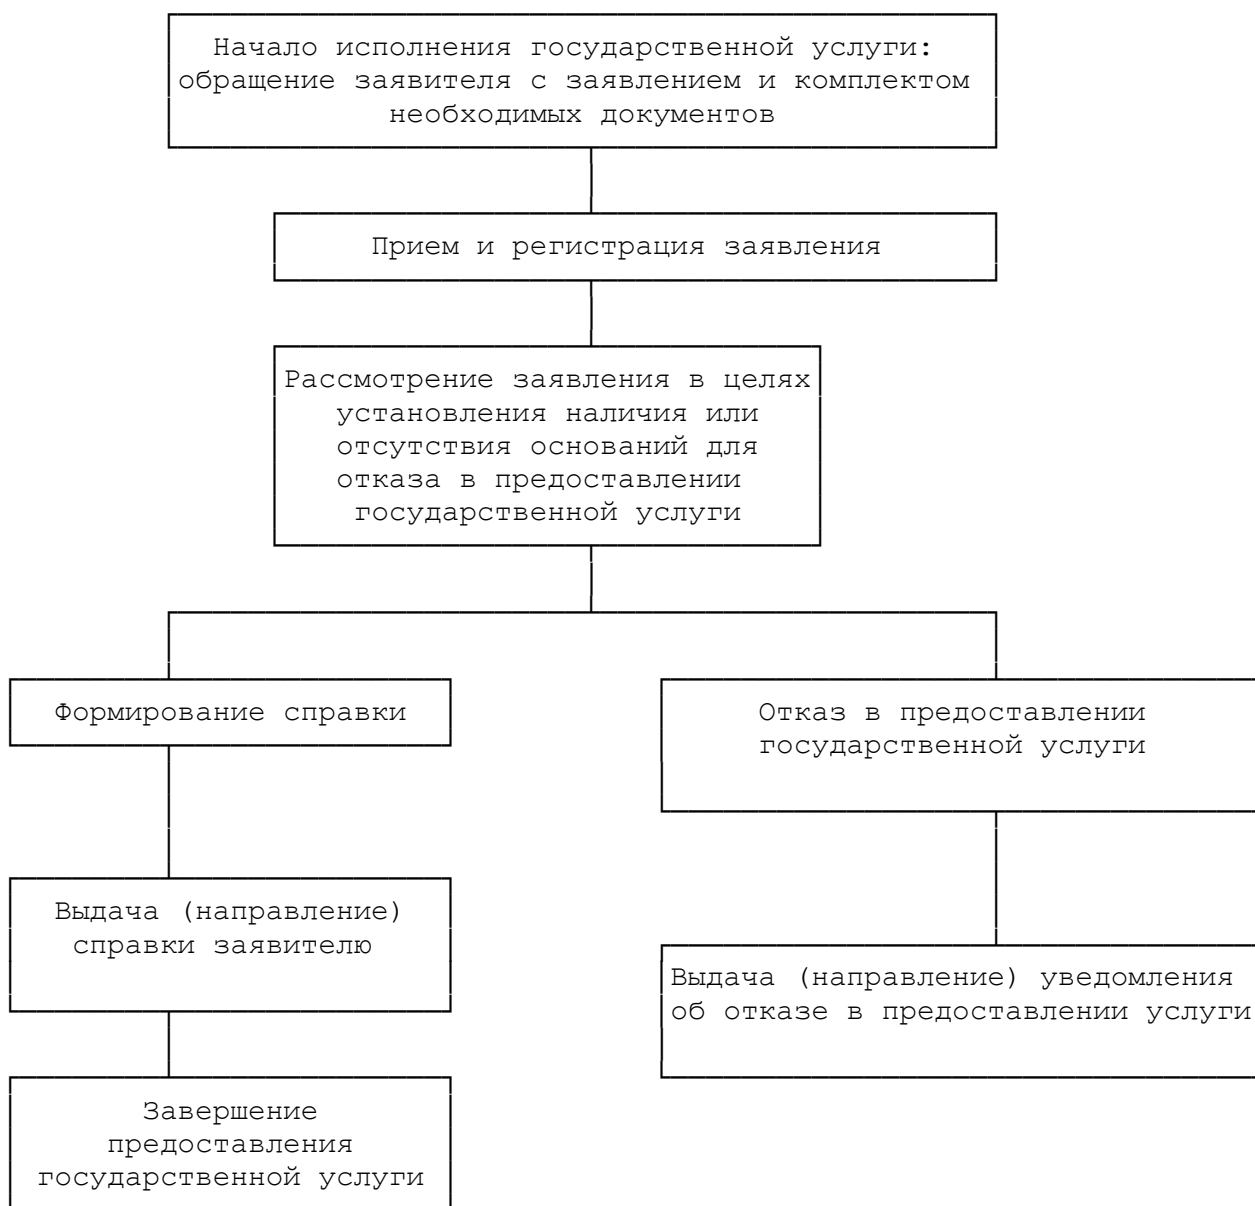 Начало исполнения государственной услуги:
обращение заявителя с заявлением и комплектом
необходимых документов
Прием и регистрация заявления
Рассмотрение заявления в целях
установления наличия или
отсутствия оснований для
отказа в предоставлении
государственной услуги
Формирование справки
Отказ в предоставлении
государственной услуги
Выдача (направление)
справки заявителю
Выдача (направление) уведомления
об отказе в предоставлении услуги
Завершение
предоставления
государственной услуги